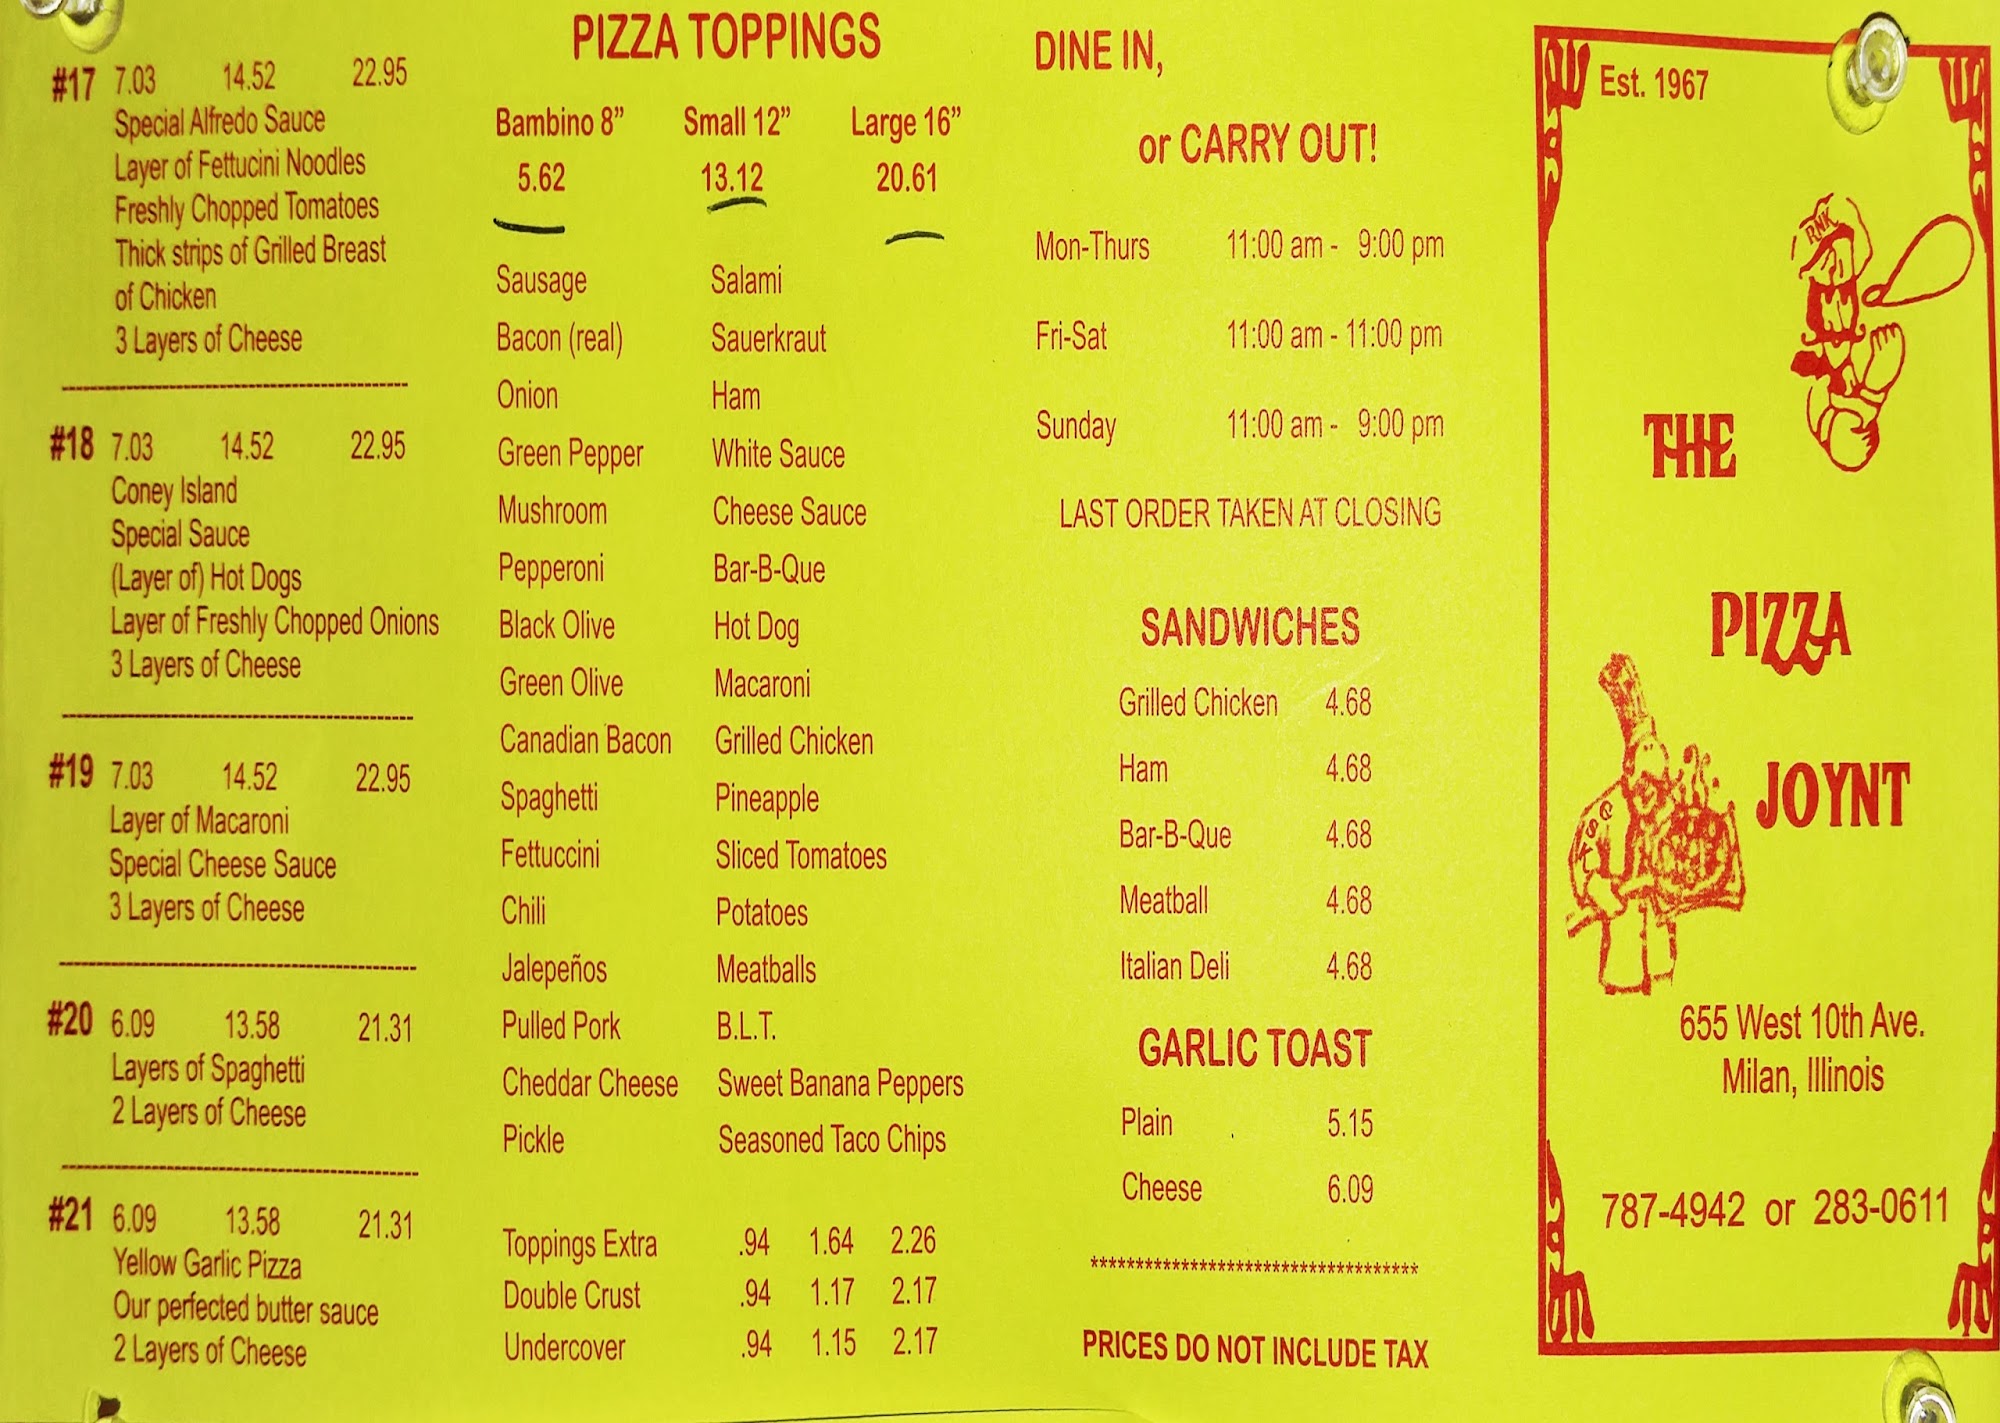 #17 7.03 14.52 22.95
Special Alfredo Sauce
Layer of Fettucini Noodles
Freshly Chopped Tomatoes
Thick strips of Grilled Breast
of Chicken
3 Layers of Cheese
#18 7.03 14.52 22.95
Coney Island
Special Sauce
(Layer of) Hot Dogs
Layer of Freshly Chopped Onions
3 Layers of Cheese
#19 7.03 14.52 22.95
Layer of Macaroni
Special Cheese Sauce
3 Layers of Cheese
#20 6.09 13.58 21.31
Layers of Spaghetti
2 Layers of Cheese
#21 6.09 13.58 21.31
Yellow Garlic Pizza
Our perfected butter sauce
2 Layers of Cheese
PIZZA TOPPINGS
Bambino 8" Small 12" Large 16"
5.62 13.12 20.61
Sausage Salami
Bacon (real) Sauerkraut
Onion Ham
Green Pepper White Sauce
Mushroom Cheese Sauce
Pepperoni Bar-B-Que
Black Olive Hot Dog
Green Olive Macaroni
Canadian Bacon Grilled Chicken
Spaghetti Pineapple
Fettuccini Sliced Tomatoes
Chili Potatoes
Jalepeños Meatballs
Pulled Pork B.L.T.
Cheddar Cheese Sweet Banana Peppers
Pickle Seasoned Taco Chips
Toppings Extra .94 1.64 2.26
Double Crust .94 1.17 2.17
Undercover .94 1.15 2.17
DINE IN,
or CARRY OUT!
Mon-Thurs 11:00 am - 9:00 pm
Fri-Sat 11:00 am - 11:00 pm
Sunday 11:00 am - 9:00 pm
LAST ORDER TAKEN AT CLOSING
SANDWICHES
Grilled Chicken 4.68
Ham 4.68
Bar-B-Que 4.68
Meatball 4.68
Italian Deli 4.68
GARLIC TOAST
Plain 5.15
Cheese 6.09
************************************
PRICES DO NOT INCLUDE TAX
Est. 1967
RNK
THE
PIZZA
JOYNT
655 West 10th Ave.
Milan, Illinois
787-4942 or 283-0611